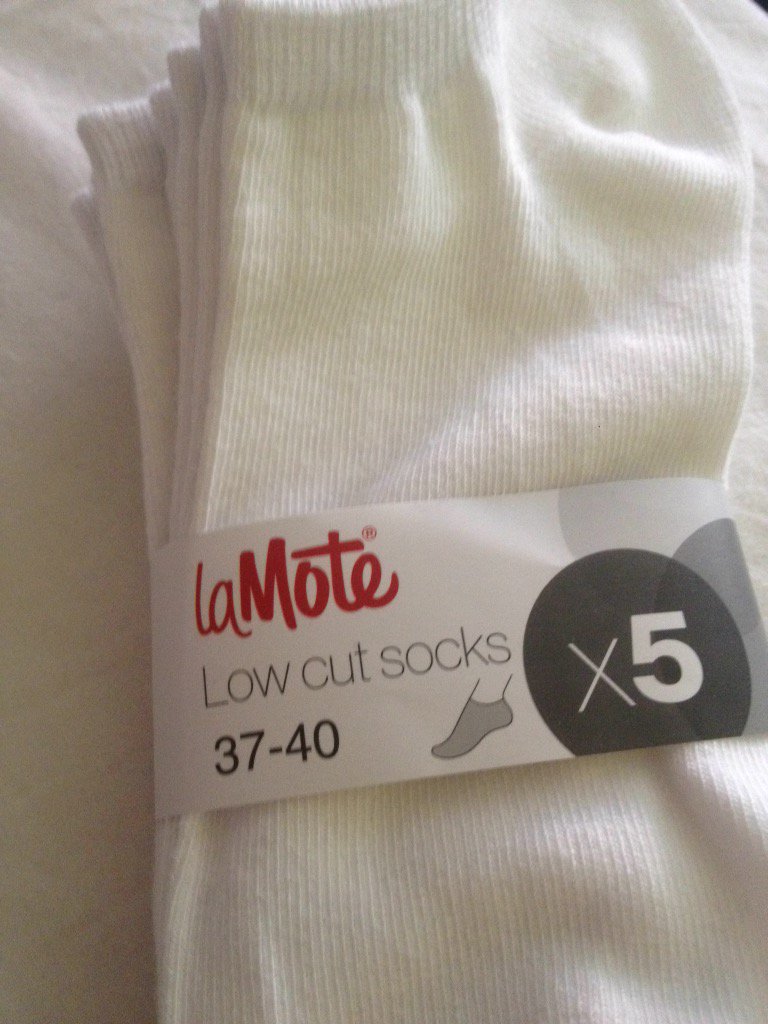 laMote®
Low cut socks
x5
37-40